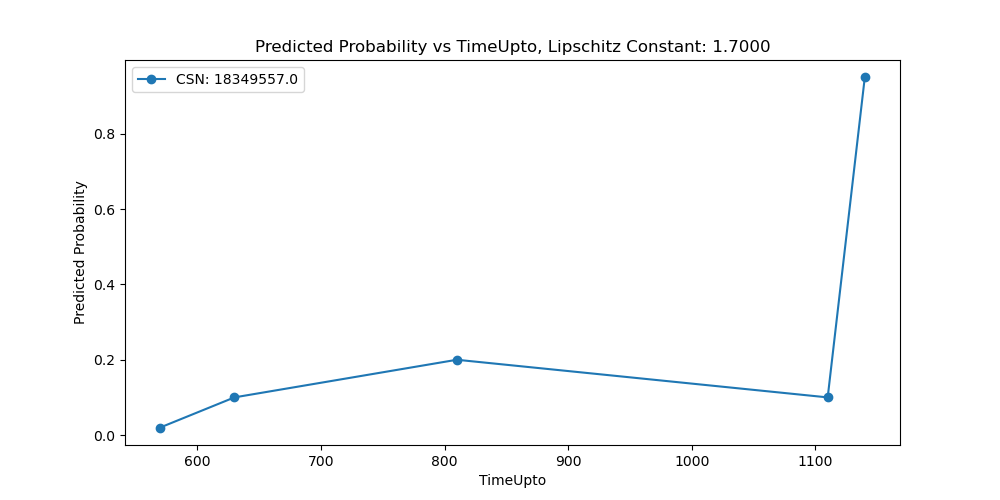 Predicted Probability vs TimeUpto, Lipschitz Constant: 1.7000
CSN: 18349557.0
Predicted Probability
0.8
0.6
0.4
0.2
0.0
600 700 800 900 1000 1100
TimeUpto